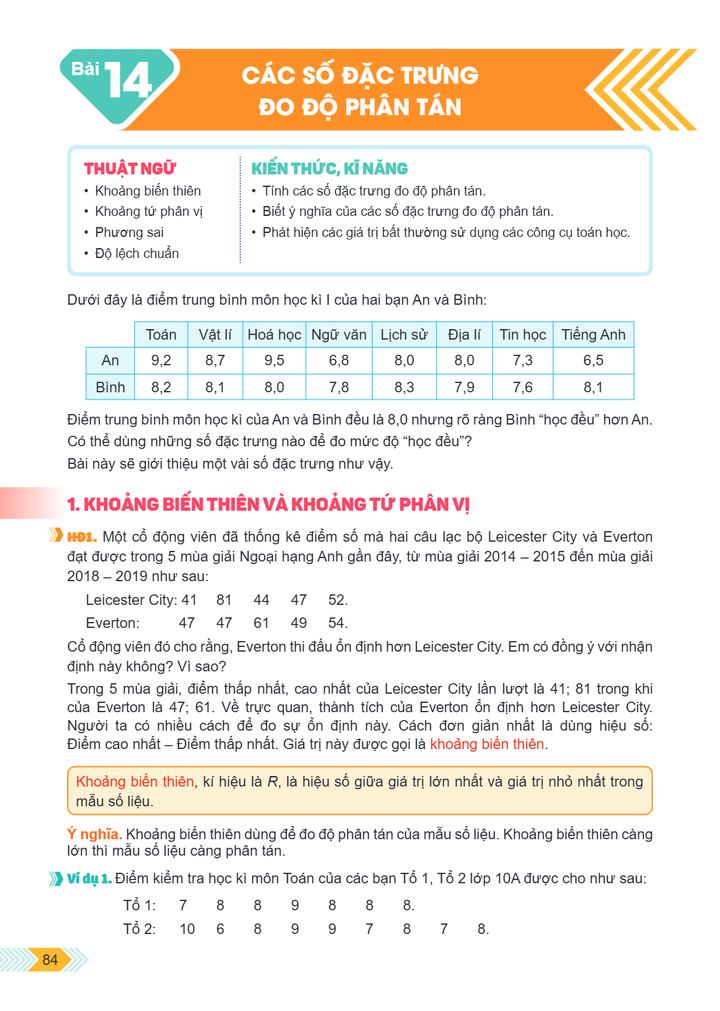 Bài 14
CÁC SỐ ĐẶC TRƯNG
ĐO ĐỘ PHÂN TÁN
THUẬT NGỮ
• Khoảng biến thiên
• Khoảng tứ phân vị
• Phương sai
• Độ lệch chuẩn
KIẾN THỨC, KĨ NĂNG
• Tính các số đặc trưng đo độ phân tán.
• Biết ý nghĩa của các số đặc trưng đo độ phân tán.
• Phát hiện các giá trị bất thường sử dụng các công cụ toán học.
Dưới đây là điểm trung bình môn học kì I của hai bạn An và Bình:
Toán Vật lí Hoá học Ngữ văn Lịch sử Địa lí Tin học Tiếng Anh
An 9,2 8,7 9,5 6,8 8,0 8,0 7,3 6,5
Bình 8,2 8,1 8,0 7,8 8,3 7,9 7,6 8,1
Điểm trung bình môn học kì của An và Bình đều là 8,0 nhưng rõ ràng Bình “học đều” hơn An.
Có thể dùng những số đặc trưng nào để đo mức độ “học đều”?
Bài này sẽ giới thiệu một vài số đặc trưng như vậy.
1. KHOẢNG BIẾN THIÊN VÀ KHOẢNG TỨ PHÂN VỊ
HĐ1. Một cổ động viên đã thống kê điểm số mà hai câu lạc bộ Leicester City và Everton
đạt được trong 5 mùa giải Ngoại hạng Anh gần đây, từ mùa giải 2014 – 2015 đến mùa giải
2018 – 2019 như sau:
Leicester City: 41 81 44 47 52.
Everton: 47 47 61 49 54.
Cổ động viên đó cho rằng, Everton thi đấu ổn định hơn Leicester City. Em có đồng ý với nhận
định này không? Vì sao?
Trong 5 mùa giải, điểm thấp nhất, cao nhất của Leicester City lần lượt là 41; 81 trong khi
của Everton là 47; 61. Về trực quan, thành tích của Everton ổn định hơn Leicester City.
Người ta có nhiều cách để đo sự ổn định này. Cách đơn giản nhất là dùng hiệu số:
Điểm cao nhất – Điểm thấp nhất. Giá trị này được gọi là khoảng biến thiên.
Khoảng biến thiên, kí hiệu là R, là hiệu số giữa giá trị lớn nhất và giá trị nhỏ nhất trong
mẫu số liệu.
Ý nghĩa. Khoảng biến thiên dùng để đo độ phân tán của mẫu số liệu. Khoảng biến thiên càng
lớn thì mẫu số liệu càng phân tán.
Ví dụ 1. Điểm kiểm tra học kì môn Toán của các bạn Tổ 1, Tổ 2 lớp 10A được cho như sau:
Tổ 1: 7 8 8 9 8 8 8.
Tổ 2: 10 6 8 9 9 7 8 7 8.
84